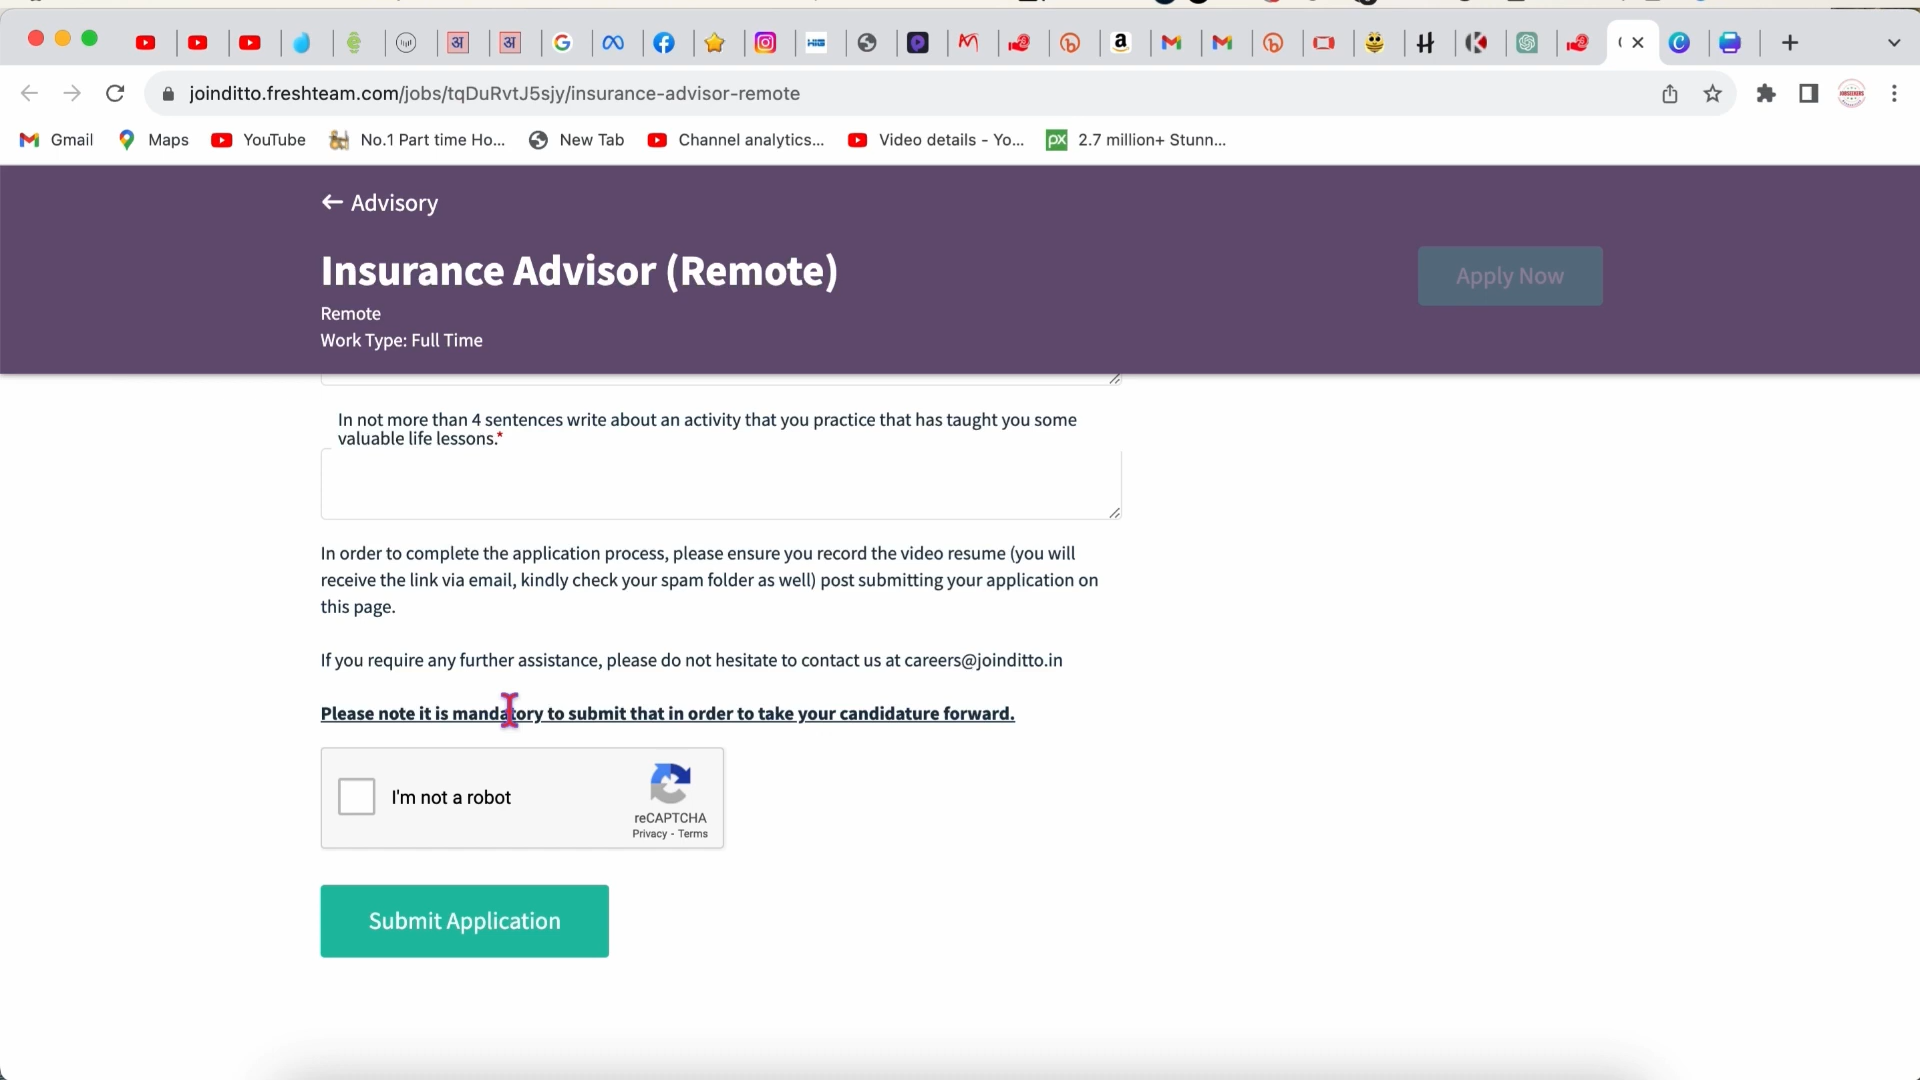 joinditto.freshteam.com/jobs/tqDuRvtJ5sjy/insurance-advisor-remote
Gmail Maps YouTube No.1 Part time Ho... New Tab Channel analytics... Video details - Yo... px 2.7 million+ Stunn...
← Advisory
Insurance Advisor (Remote)
Apply Now
Remote
Work Type: Full Time
In not more than 4 sentences write about an activity that you practice that has taught you some
valuable life lessons.*
In order to complete the application process, please ensure you record the video resume (you will
receive the link via email, kindly check your spam folder as well) post submitting your application on
this page.
If you require any further assistance, please do not hesitate to contact us at careers@joinditto.in
Please note it is mandatory to submit that in order to take your candidature forward.
I'm not a robot
reCAPTCHA
Privacy - Terms
Submit Application